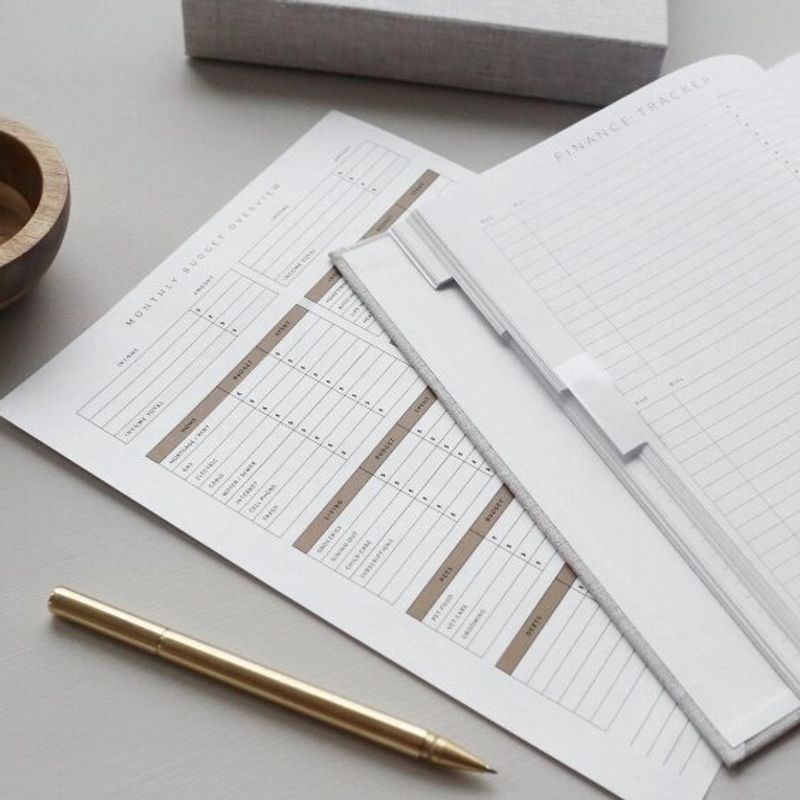 MONTHLY BUDGET OVERVIEW
INCOME AMOUNT
$
$
$
INCOME TOTAL
INCOME AMOUNT
$
$
$
INCOME TOTAL
HOME BUDGET SPENT
MORTGAGE / RENT $ $
GAS $ $
ELECTRIC $ $
CABLE $ $
WATER / SEWER $ $
INTERNET $ $
CELL PHONE $ $
TRASH $ $
LIVING BUDGET SPENT
GROCERIES $ $
DINING OUT $ $
CHILD CARE $ $
SUBSCRIPTIONS $ $
PETS BUDGET
PET FOOD $
VET CARE $
GROOMING $
DEBTS
FINANCE TRACKER
BILL